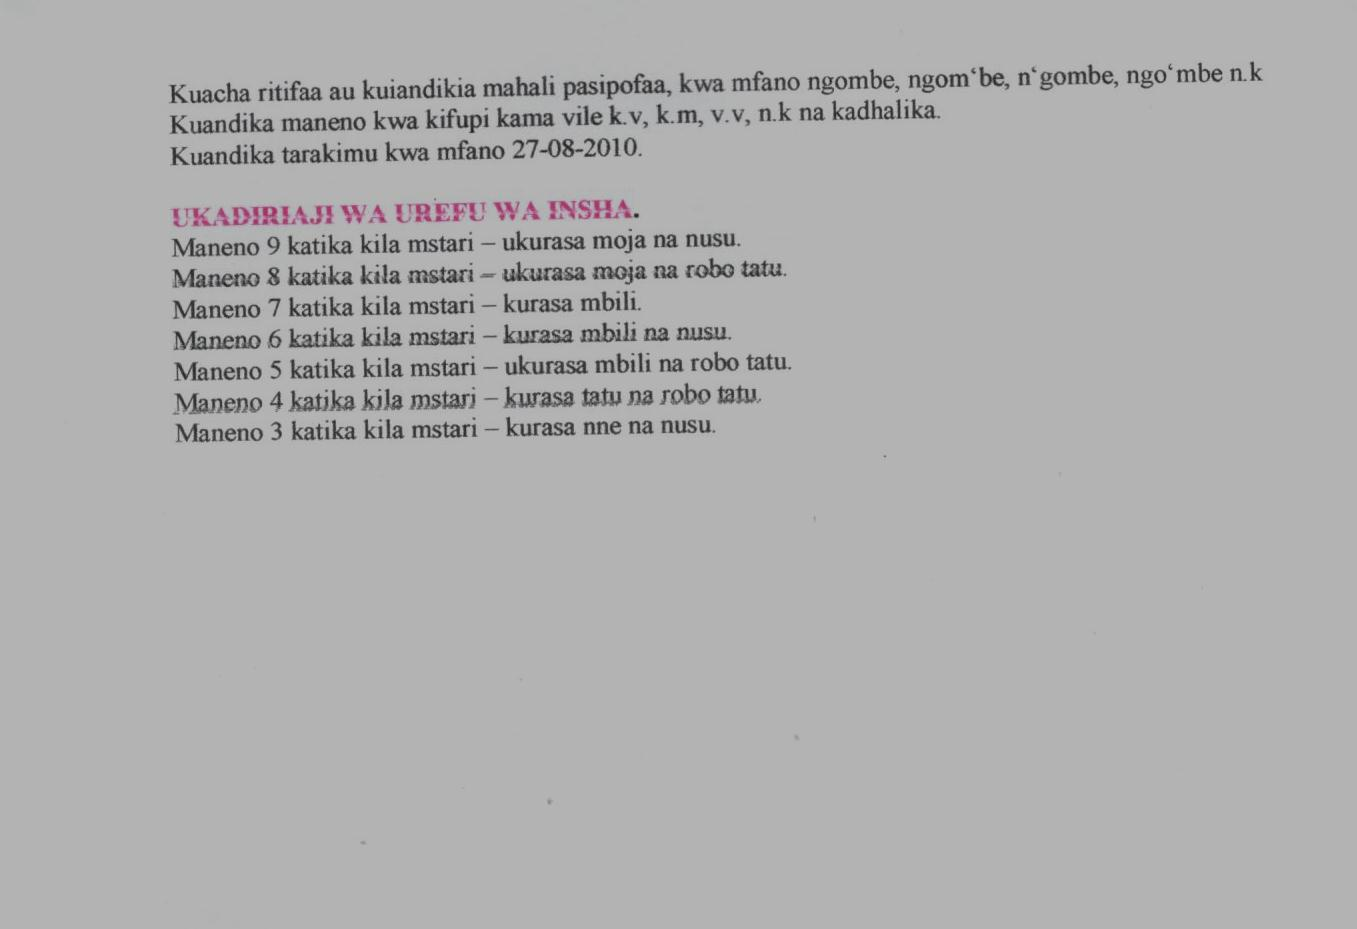 Kuacha ritifaa au kuiandikia mahali pasipofaa, kwa mfano ngombe, ngom‘be, n‘gombe, ngo‘mbe n.k
Kuandika maneno kwa kifupi kama vile k.v, k.m, v.v, n.k na kadhalika.
Kuandika tarakimu kwa mfano 27-08-2010.
UKADIRIAJI WA UREFU WA INSHA.
Maneno 9 katika kila mstari – ukurasa moja na nusu.
Maneno 8 katika kila mstari – ukurasa moja na robo tatu.
Maneno 7 katika kila mstari – kurasa mbili.
Maneno 6 katika kila mstari – kurasa mbili na nusu.
Maneno 5 katika kila mstari – ukurasa mbili na robo tatu.
Maneno 4 katika kila mstari – kurasa tatu na robo tatu.
Maneno 3 katika kila mstari – kurasa nne na nusu.